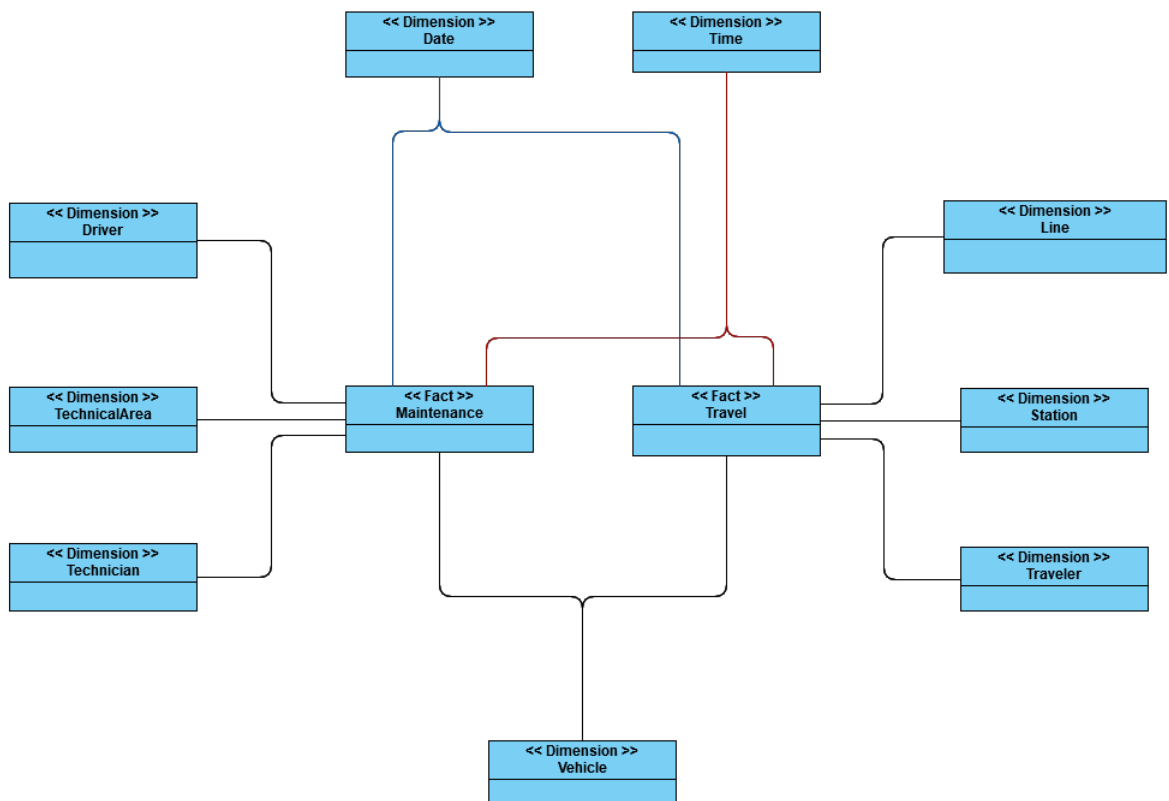 << Dimension >>
Date
<< Dimension >>
Time
<< Dimension >>
Driver
<< Dimension >>
Line
<< Dimension >>
TechnicalArea
<< Fact >>
Maintenance
<< Fact >>
Travel
<< Dimension >>
Station
<< Dimension >>
Technician
<< Dimension >>
Traveler
<< Dimension >>
Vehicle